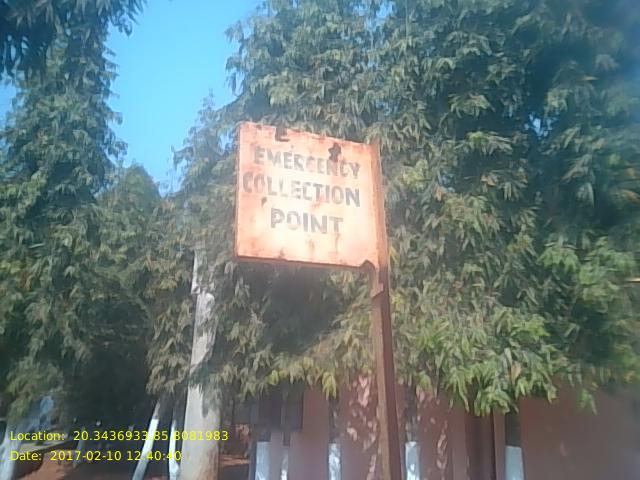 EMERGENCY
COLLECTION
POINT
Location: 20.3436933,85.8081983
Date: 2017-02-10 12:40:40